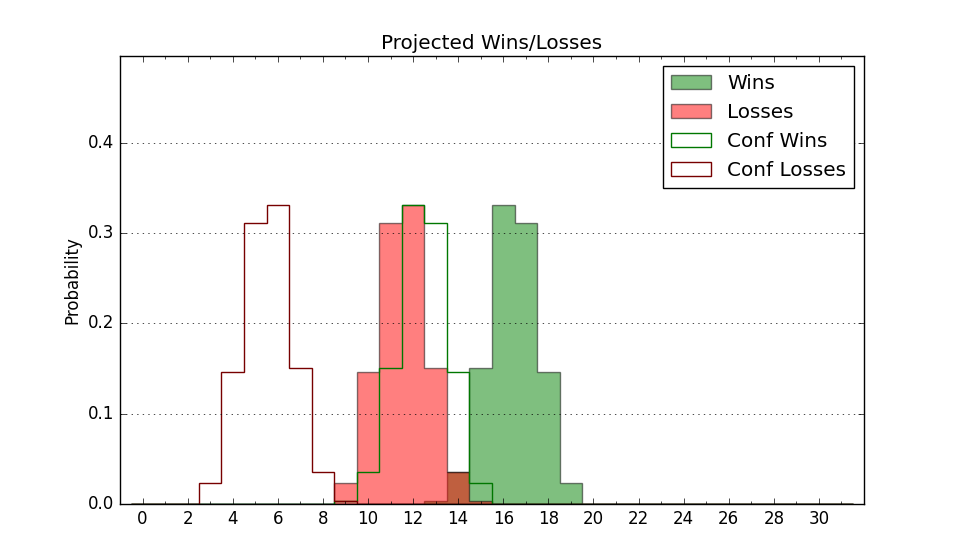 Projected Wins/Losses
Wins
Losses
Conf Wins
Conf Losses
Probability
0.4
0.3
0.2
0.1
0.0
0 2 4 6 8 10 12 14 16 18 20 22 24 26 28 30